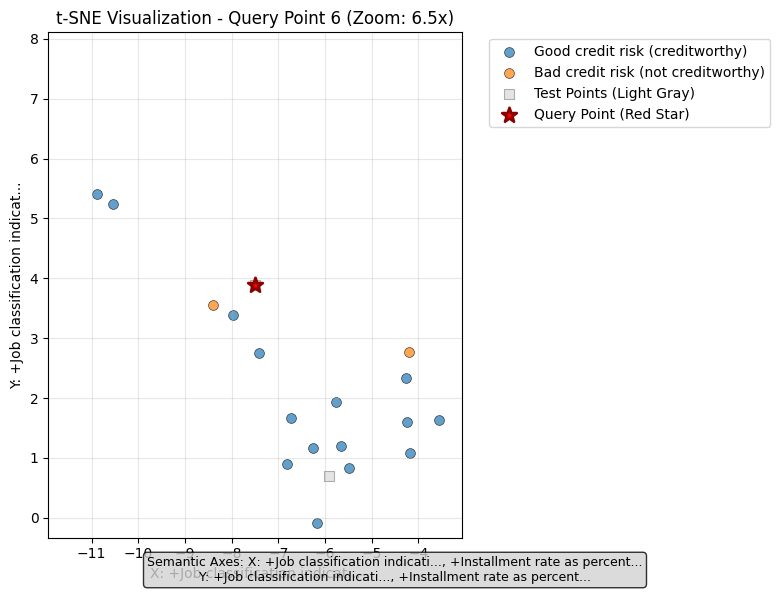 t-SNE Visualization - Query Point 6 (Zoom: 6.5x)
Good credit risk (creditworthy)
Bad credit risk (not creditworthy)
Test Points (Light Gray)
Query Point (Red Star)
Y: +Job classification indicat...
8
7
6
5
4
3
2
1
0
−11 −10 −9 −8 −7 −6 −5 −4
X: +Job classification indicat...
Semantic Axes: X: +Job classification indicati..., +Installment rate as percent...
Y: +Job classification indicati..., +Installment rate as percent...